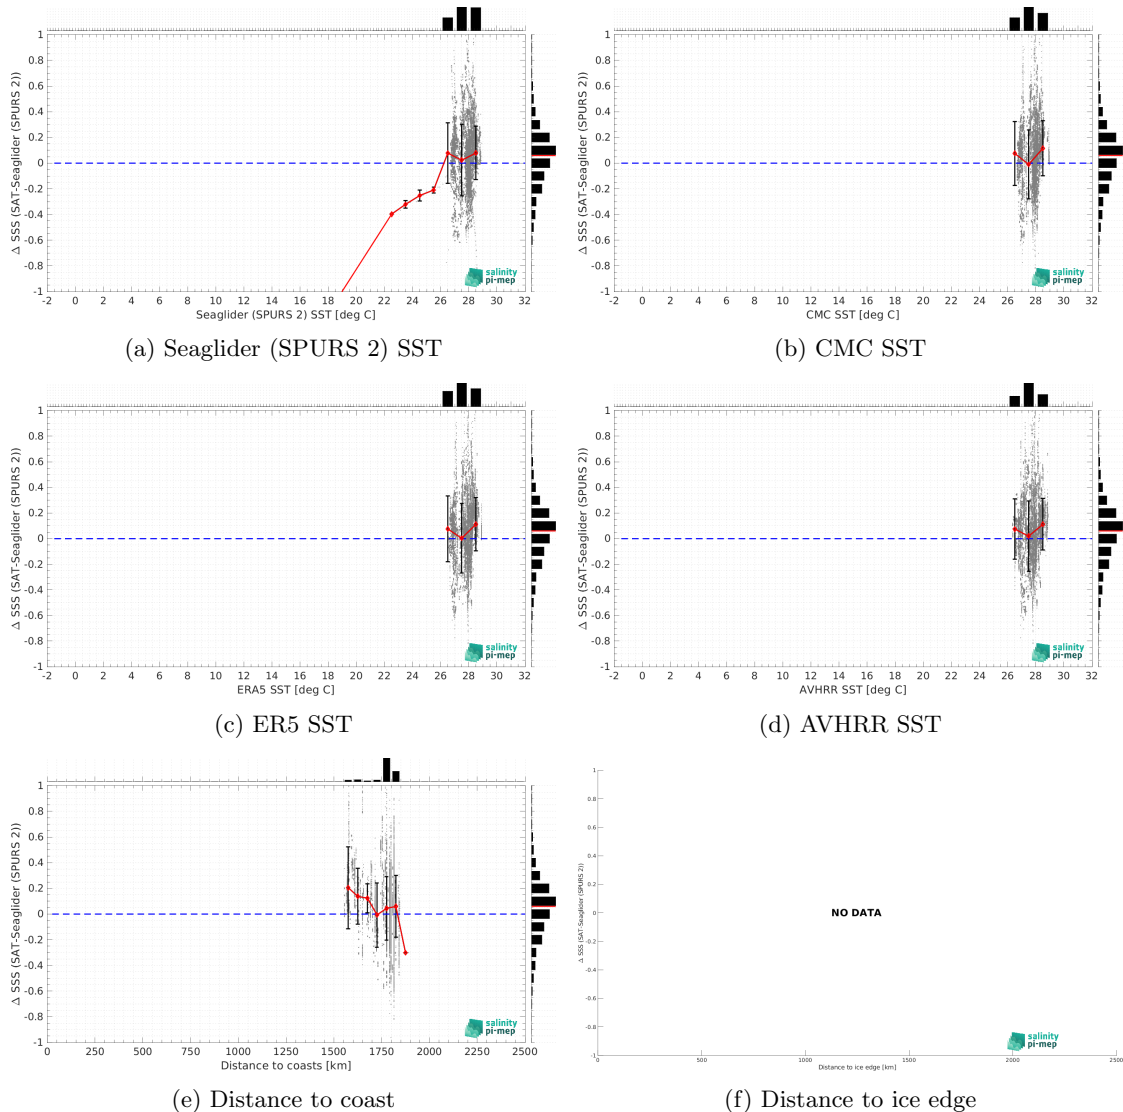 Δ SSS (SAT-Seaglider (SPURS 2))
1
0.8
0.6
0.4
0.2
0
-0.2
-0.4
-0.6
-0.8
-1
salinity
pi-mep
-2 0 2 4 6 8 10 12 14 16 18 20 22 24 26 28 30 32
Seaglider (SPURS 2) SST [deg C]
(a) Seaglider (SPURS 2) SST
Δ SSS (SAT-Seaglider (SPURS 2))
1
0.8
0.6
0.4
0.2
0
-0.2
-0.4
-0.6
-0.8
-1
salinity
pi-mep
-2 0 2 4 6 8 10 12 14 16 18 20 22 24 26 28 30 32
CMC SST [deg C]
(b) CMC SST
Δ SSS (SAT-Seaglider (SPURS 2))
1
0.8
0.6
0.4
0.2
0
-0.2
-0.4
-0.6
-0.8
-1
salinity
pi-mep
-2 0 2 4 6 8 10 12 14 16 18 20 22 24 26 28 30 32
ERA5 SST [deg C]
(c) ER5 SST
Δ SSS (SAT-Seaglider (SPURS 2))
1
0.8
0.6
0.4
0.2
0
-0.2
-0.4
-0.6
-0.8
-1
salinity
pi-mep
-2 0 2 4 6 8 10 12 14 16 18 20 22 24 26 28 30 32
AVHRR SST [deg C]
(d) AVHRR SST
Δ SSS (SAT-Seaglider (SPURS 2))
1
0.8
0.6
0.4
0.2
0
-0.2
-0.4
-0.6
-0.8
-1
salinity
pi-mep
0 250 500 750 1000 1250 1500 1750 2000 2250 2500
Distance to coasts [km]
(e) Distance to coast
Δ SSS (SAT-Seaglider (SPURS 2))
1
0.8
0.6
0.4
0.2
0
-0.2
-0.4
-0.6
-0.8
-1
NO DATA
salinity
pi-mep
0 500 1000 1500 2000 2500
Distance to ice edge [km]
(f) Distance to ice edge